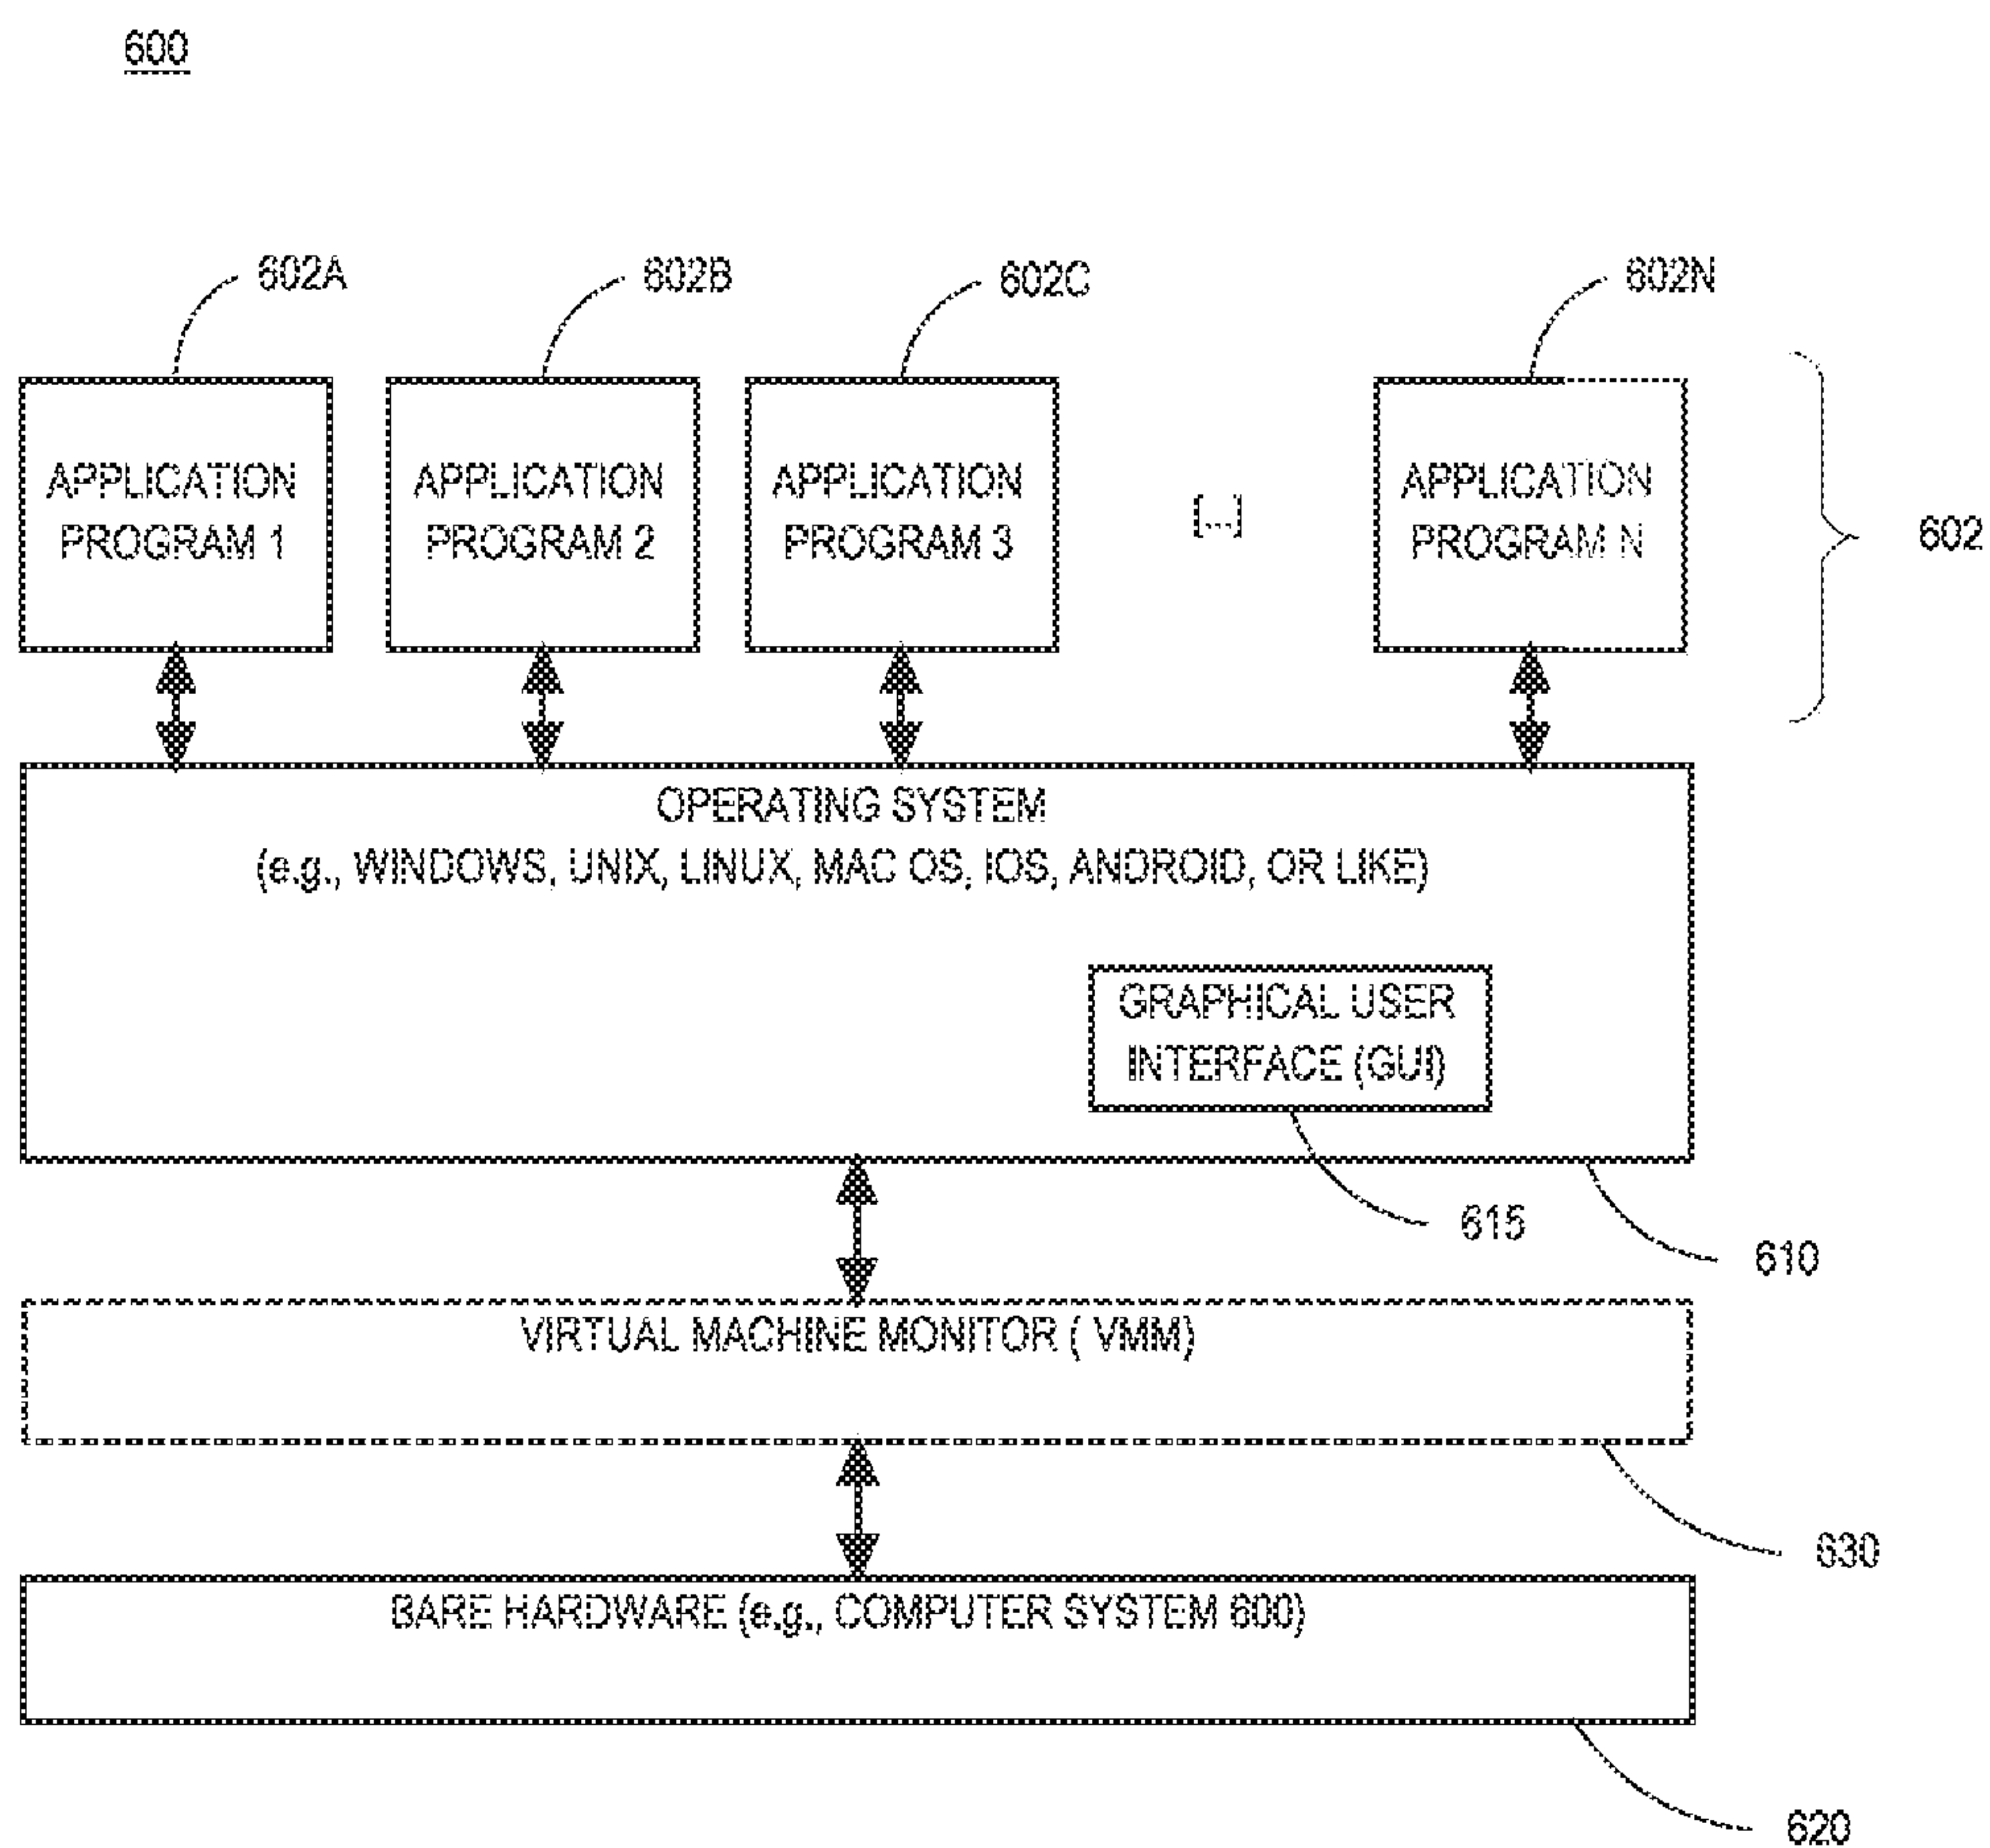 600
602A
602B
602C
602N
APPLICATION
PROGRAM 1
APPLICATION
PROGRAM 2
APPLICATION
PROGRAM 3
[...]
APPLICATION
PROGRAM N
602
OPERATING SYSTEM
(e.g., WINDOWS, UNIX, LINUX, MAC OS, IOS, ANDROID, OR LIKE)
GRAPHICAL USER
INTERFACE (GUI)
615
610
VIRTUAL MACHINE MONITOR ( VMM)
630
BARE HARDWARE (e.g., COMPUTER SYSTEM 600)
620